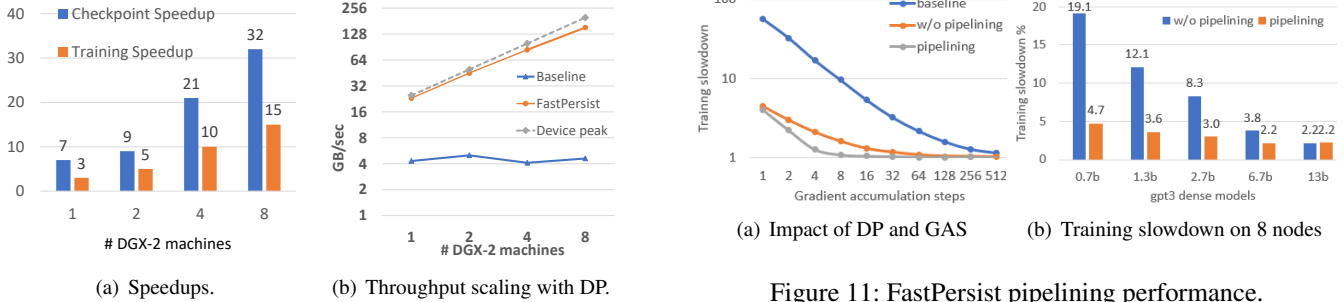 40
30
20
10
0
Checkpoint Speedup
Training Speedup
7
3
9
5
21
10
32
15
1
2
4
8
# DGX-2 machines
(a) Speedups.
256
128
64
32
16
8
4
2
1
GB/sec
Baseline
FastPersist
Device peak
1
2
4
8
# DGX-2 machines
(b) Throughput scaling with DP.
100
10
1
Trainng slowdown
baseline
w/o pipelining
pipelining
1 2 4 8 16 32 64 128 256 512
Gradient accumulation steps
(a) Impact of DP and GAS
20
15
10
5
0
Training slowdown %
w/o pipelining
pipelining
19.1
4.7
12.1
3.6
8.3
3.0
3.8
2.2
2.2
2.2
0.7b
1.3b
2.7b
6.7b
13b
gpt3 dense models
(b) Training slowdown on 8 nodes
Figure 11: FastPersist pipelining performance.